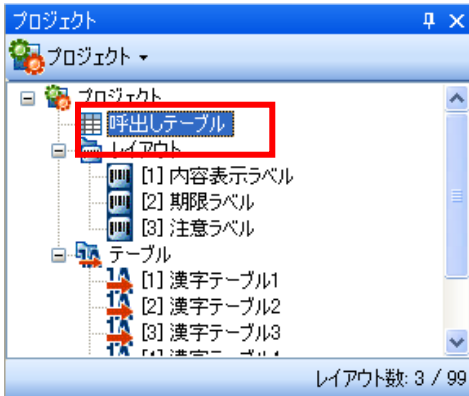 プロジェクト
プロジェクト
プロジェクト
呼出しテーブル
レイアウト
[1] 内容表示ラベル
[2] 期限ラベル
[3] 注意ラベル
テーブル
[1] 漢字テーブル1
[2] 漢字テーブル2
[3] 漢字テーブル3
レイアウト数: 3 / 99